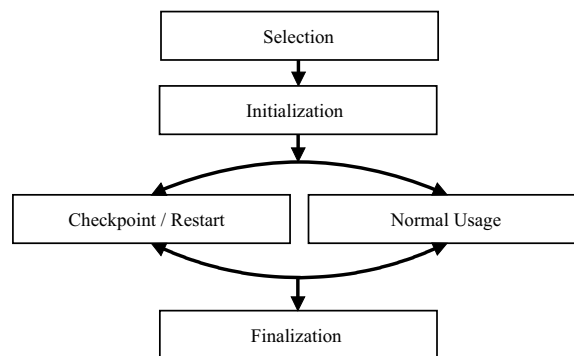 Selection
Initialization
Checkpoint / Restart
Normal Usage
Finalization